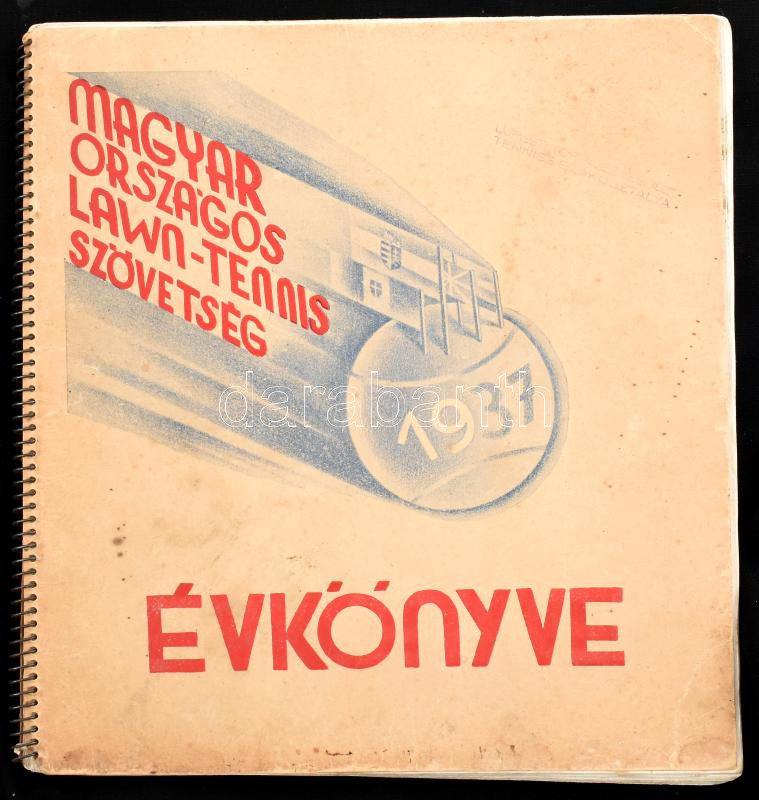 MAGYAR
ORSZÁGOS
LAWN-TENNIS
SZÖVETSÉG
1937
ÉVKÖNYVE
darabanth